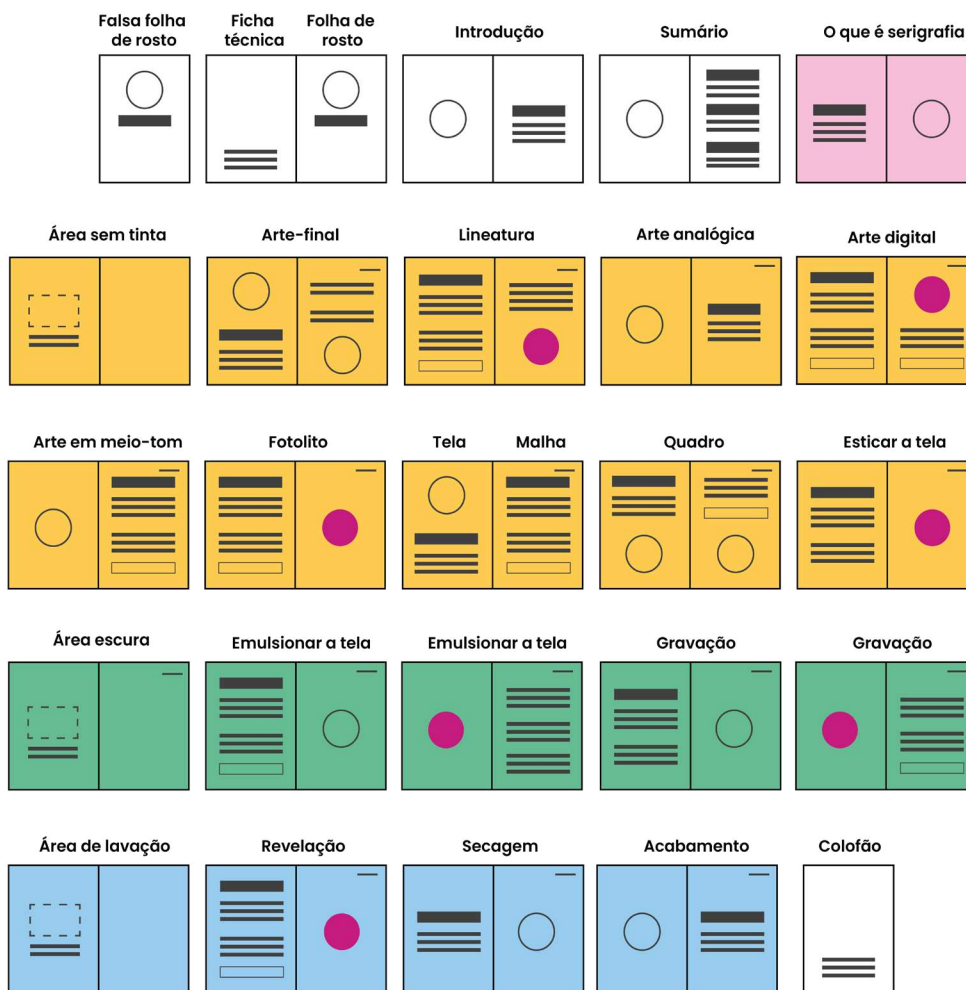 Falsa folha
de rosto
Ficha
técnica
Folha de
rosto
Introdução
Sumário
O que é serigrafia
Área sem tinta
Arte-final
Lineatura
Arte analógica
Arte digital
Arte em meio-tom
Fotolito
Tela
Malha
Quadro
Esticar a tela
Área escura
Emulsionar a tela
Emulsionar a tela
Gravação
Gravação
Área de lavação
Revelação
Secagem
Acabamento
Colofão